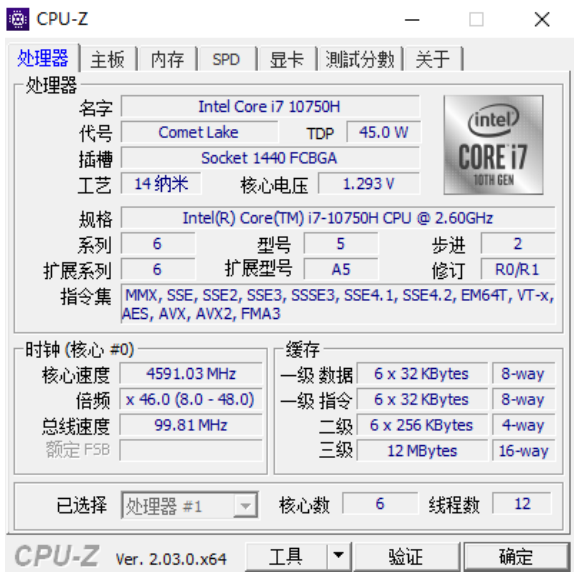 CPU-Z
处理器 主板 内存 SPD 显卡 測試分數 关于
处理器
名字 Intel Core i7 10750H
代号 Comet Lake TDP 45.0 W
插槽 Socket 1440 FCBGA
工艺 14 纳米 核心电压 1.293 V
intel
CORE i7
10TH GEN
规格 Intel(R) Core(TM) i7-10750H CPU @ 2.60GHz
系列 6 型号 5 步进 2
扩展系列 6 扩展型号 A5 修订 R0/R1
指令集 MMX, SSE, SSE2, SSE3, SSSE3, SSE4.1, SSE4.2, EM64T, VT-x,
AES, AVX, AVX2, FMA3
时钟 (核心 #0)
核心速度 4591.03 MHz
倍频 x 46.0 (8.0 - 48.0)
总线速度 99.81 MHz
额定 FSB
缓存
一级 数据 6 x 32 KBytes 8-way
一级 指令 6 x 32 KBytes 8-way
二级 6 x 256 KBytes 4-way
三级 12 MBytes 16-way
已选择 处理器 #1 核心数 6 线程数 12
CPU-Z Ver. 2.03.0.x64 工具 验证 确定